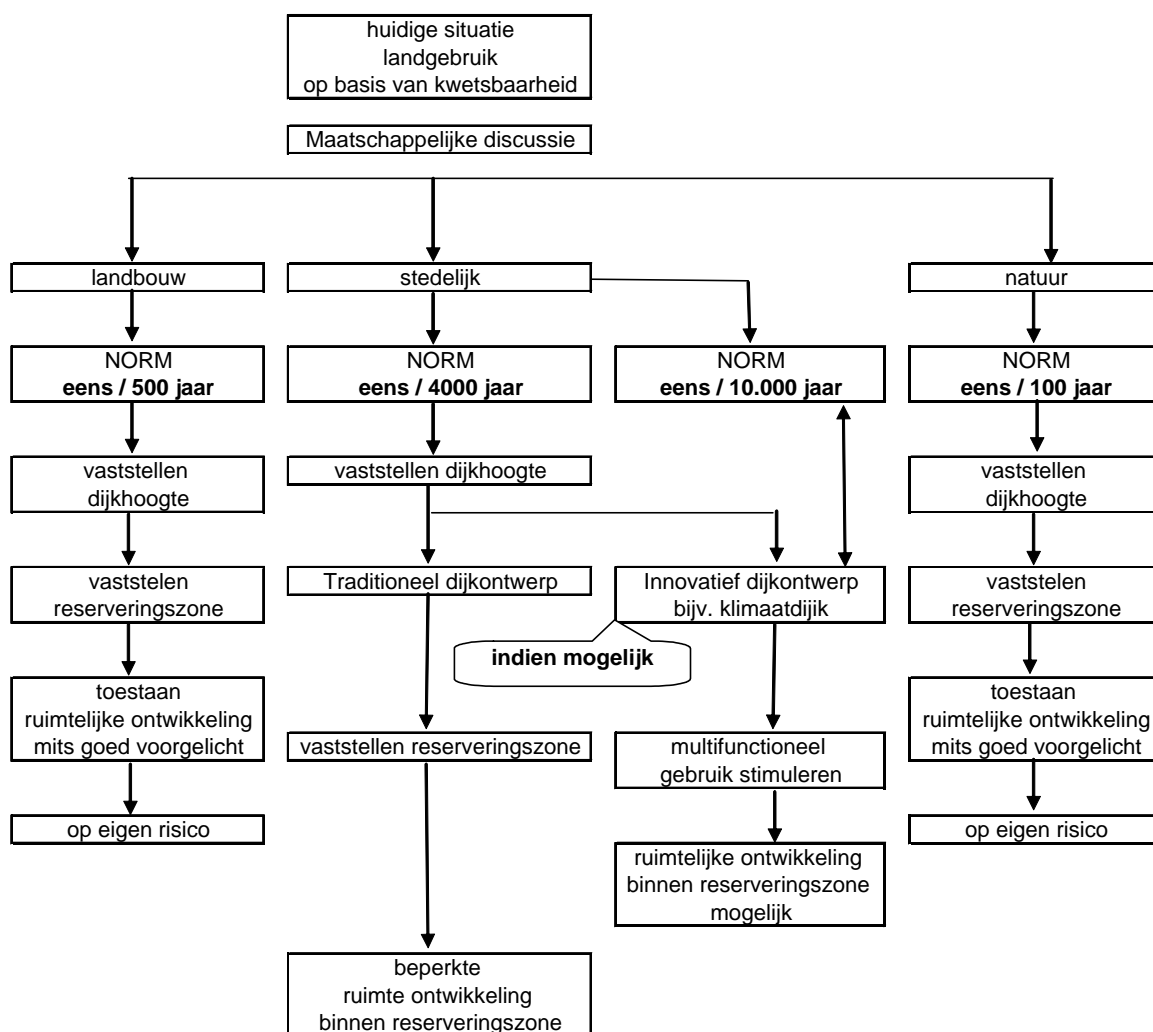 huidige situatie
landgebruik
op basis van kwetsbaarheid
Maatschappelijke discussie
landbouw
stedelijk
natuur
NORM
eens / 500 jaar
NORM
eens / 4000 jaar
NORM
eens / 10.000 jaar
NORM
eens / 100 jaar
vaststellen
dijkhoogte
vaststellen dijkhoogte
vaststellen
dijkhoogte
vaststelen
reserveringszone
Traditioneel dijkontwerp
Innovatief dijkontwerp
bijv. klimaatdijik
vaststelen
reserveringszone
indien mogelijk
toestaan
ruimtelijke ontwikkeling
mits goed voorgelicht
vaststellen reserveringszone
multifunctioneel
gebruik stimuleren
toestaan
ruimtelijke ontwikkeling
mits goed voorgelicht
op eigen risico
op eigen risico
ruimtelijke ontwikkeling
binnen reserveringszone
mogelijk
beperkte
ruimte ontwikkeling
binnen reserveringszone